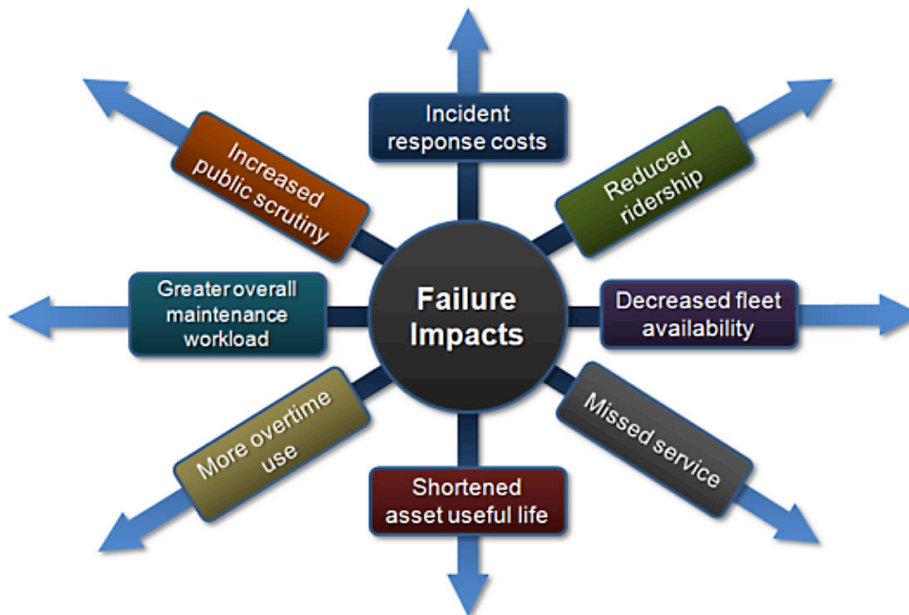 Incident
response costs
Increased
public scrutiny
Reduced
ridership
Greater overall
maintenance
workload
Failure
Impacts
Decreased fleet
availability
More overtime
use
Missed service
Shortened
asset useful life